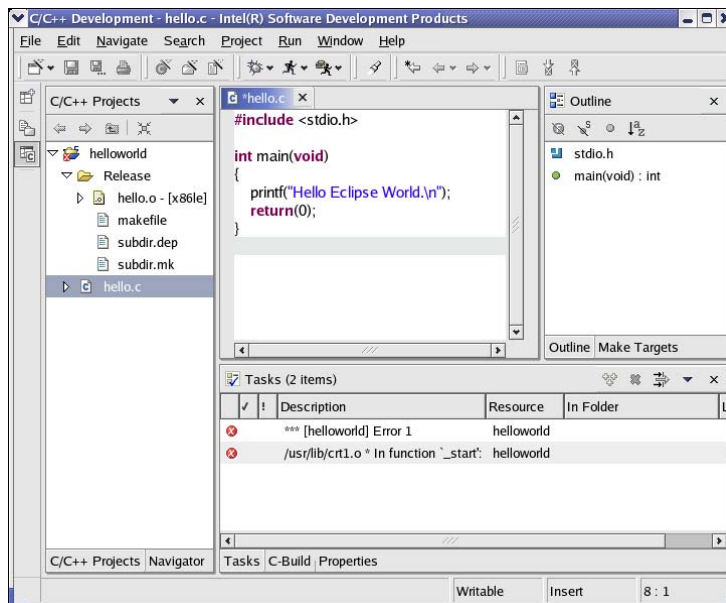 C/C++ Development - hello.c - Intel(R) Software Development Products
File Edit Navigate Search Project Run Window Help
C/C++ Projects
helloworld
Release
hello.o - [x86le]
makefile
subdir.dep
subdir.mk
hello.c
C/C++ Projects Navigator
*hello.c
#include <stdio.h>
int main(void)
{
printf("Hello Eclipse World.\n");
return(0);
}
Outline
stdio.h
main(void) : int
Outline Make Targets
Tasks (2 items)
✓ ! Description Resource In Folder L
*** [helloworld] Error 1 helloworld
/usr/lib/crt1.o * In function `_start': helloworld
Tasks C-Build Properties
Writable Insert 8 : 1